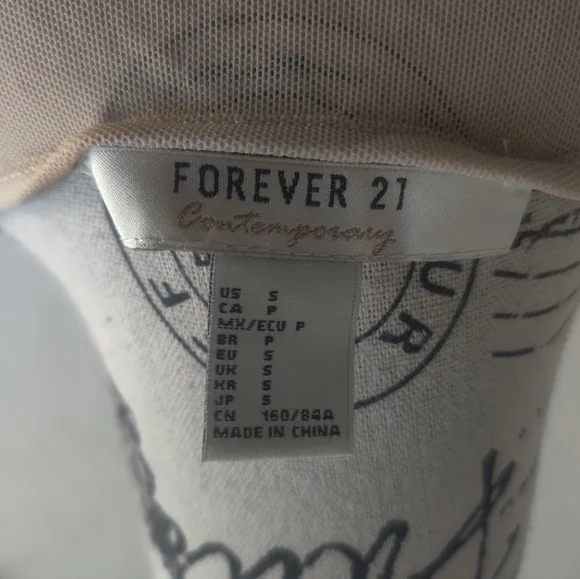 FOREVER 21
Contemporary
US S
CA P
MX/ECU P
BR P
EU S
UK S
KR S
JP S
CN 160/84A
MADE IN CHINA